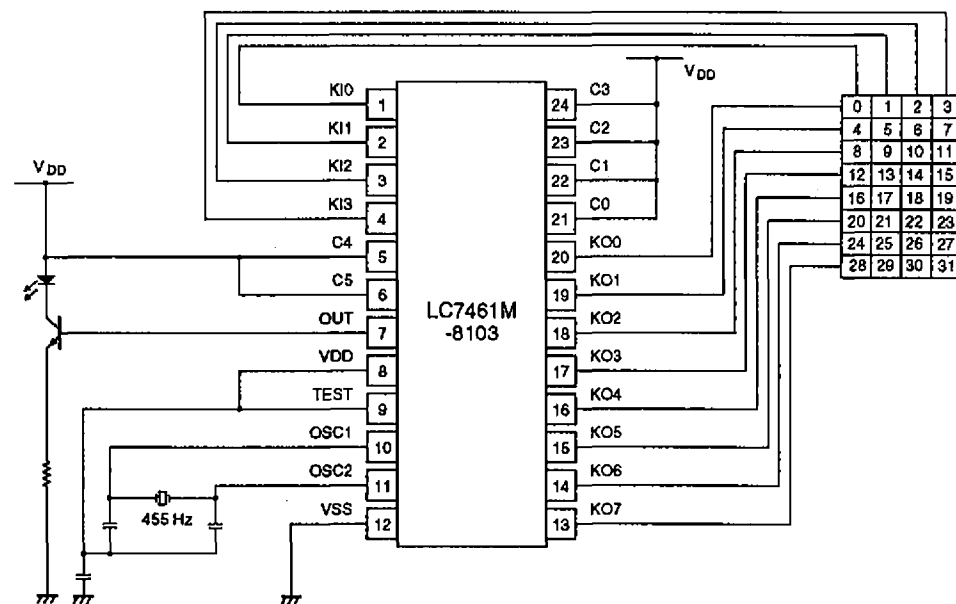 VDD
KI0 1 24 C3
KI1 2 23 C2
KI2 3 22 C1
KI3 4 21 C0
C4 5 20 KO0
C5 6 19 KO1
OUT 7 18 KO2
VDD 8 17 KO3
TEST 9 16 KO4
OSC1 10 15 KO5
OSC2 11 14 KO6
VSS 12 13 KO7
LC7461M
-8103
455 Hz
VDD
0 1 2 3
4 5 6 7
8 9 10 11
12 13 14 15
16 17 18 19
20 21 22 23
24 25 26 27
28 29 30 31